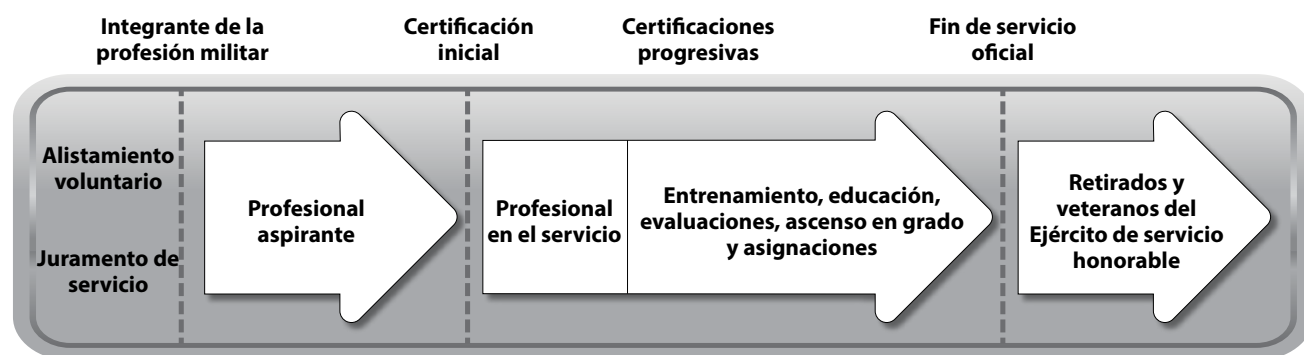 Integrante de la
profesión militar
Certificación
inicial
Certificaciones
progresivas
Fin de servicio
oficial
Alistamiento
voluntario
Juramento de
servicio
Profesional
aspirante
Profesional
en el servicio
Entrenamiento, educación,
evaluaciones, ascenso en grado
y asignaciones
Retirados y
veteranos del
Ejército de servicio
honorable